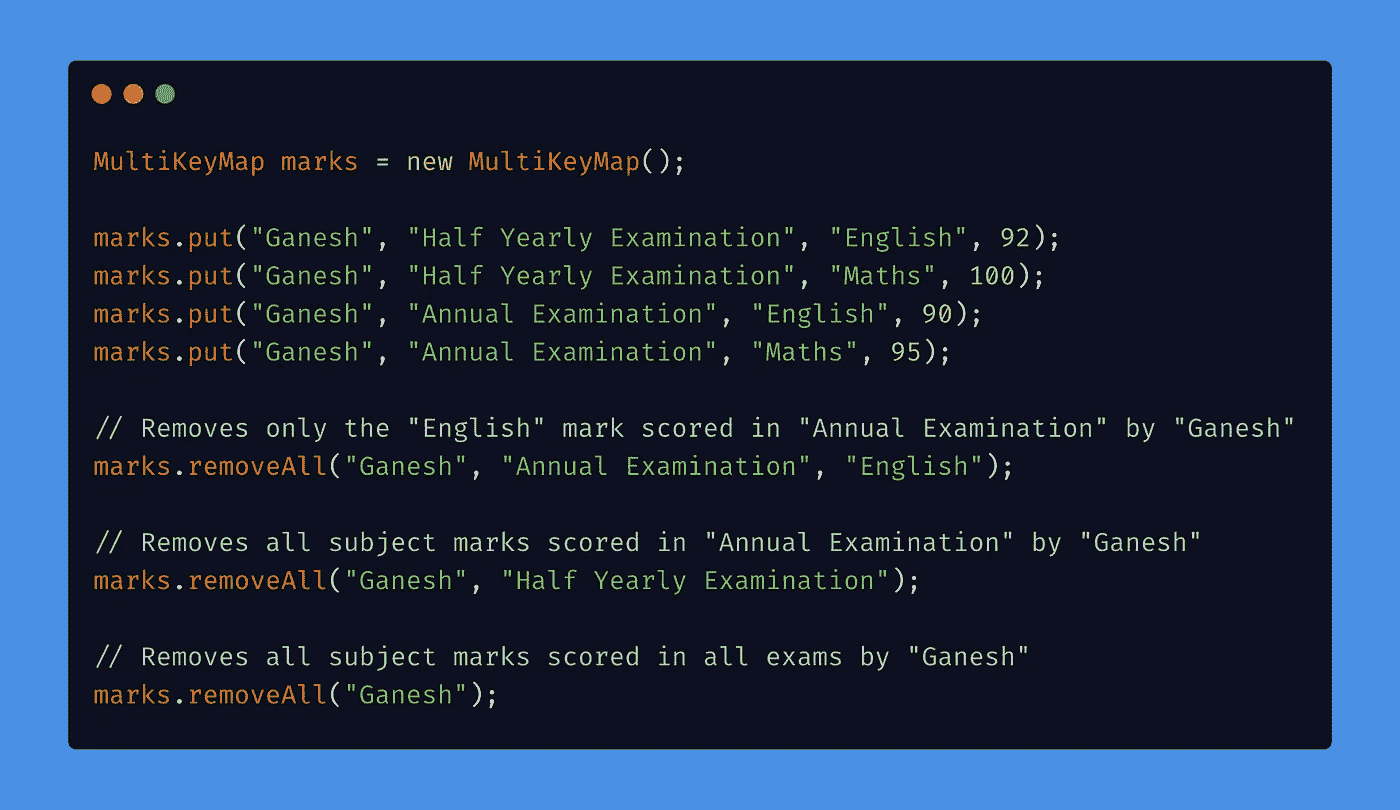 MultiKeyMap marks = new MultiKeyMap();
marks.put("Ganesh", "Half Yearly Examination", "English", 92);
marks.put("Ganesh", "Half Yearly Examination", "Maths", 100);
marks.put("Ganesh", "Annual Examination", "English", 90);
marks.put("Ganesh", "Annual Examination", "Maths", 95);
// Removes only the "English" mark scored in "Annual Examination" by "Ganesh"
marks.removeAll("Ganesh", "Annual Examination", "English");
// Removes all subject marks scored in "Annual Examination" by "Ganesh"
marks.removeAll("Ganesh", "Half Yearly Examination");
// Removes all subject marks scored in all exams by "Ganesh"
marks.removeAll("Ganesh");